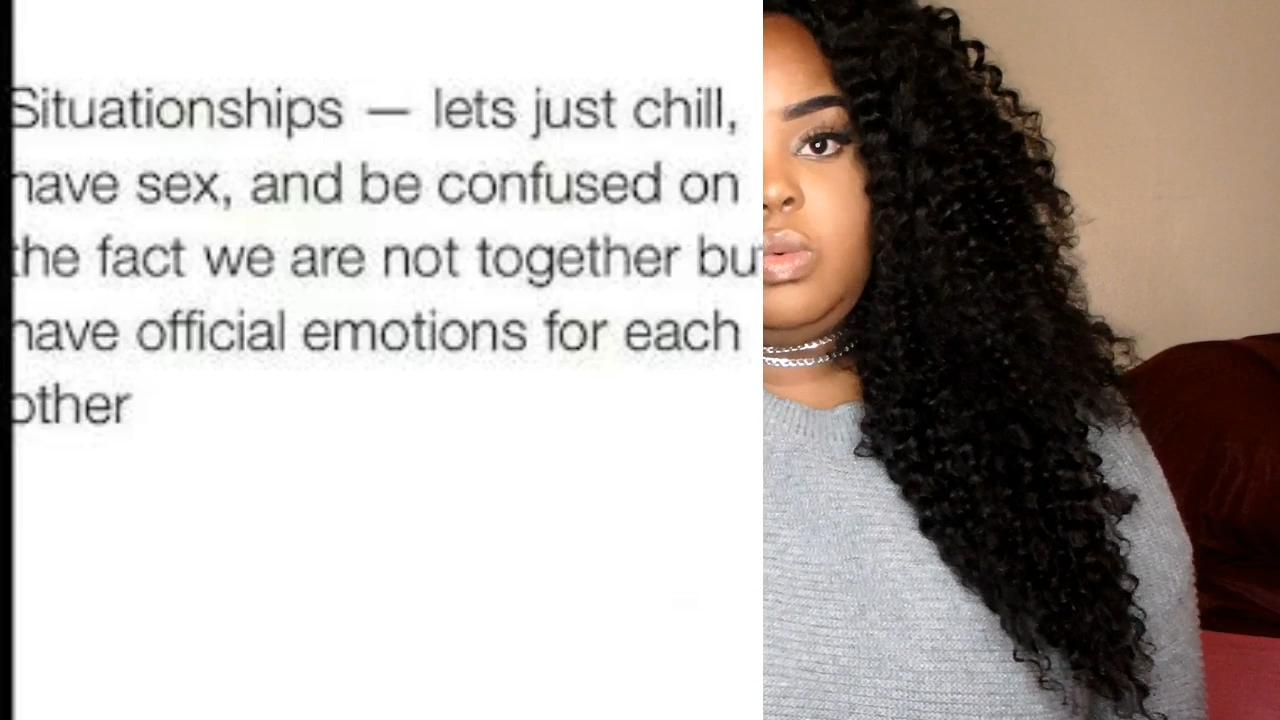 Situationships — lets just chill,
have sex, and be confused on
the fact we are not together but
have official emotions for each
other